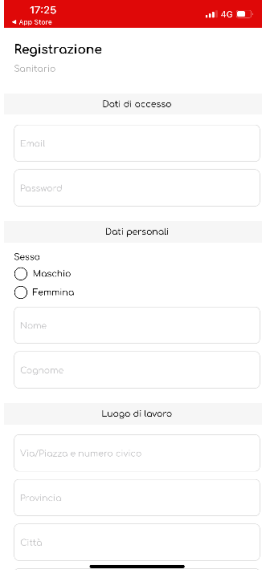 17:25
4G
◀ App Store
Registrazione
Sanitario
Dati di accesso
Email
Password
Dati personali
Sesso
Maschio
Femmina
Nome
Cognome
Luogo di lavoro
Via/Piazza e numero civico
Provincia
Città